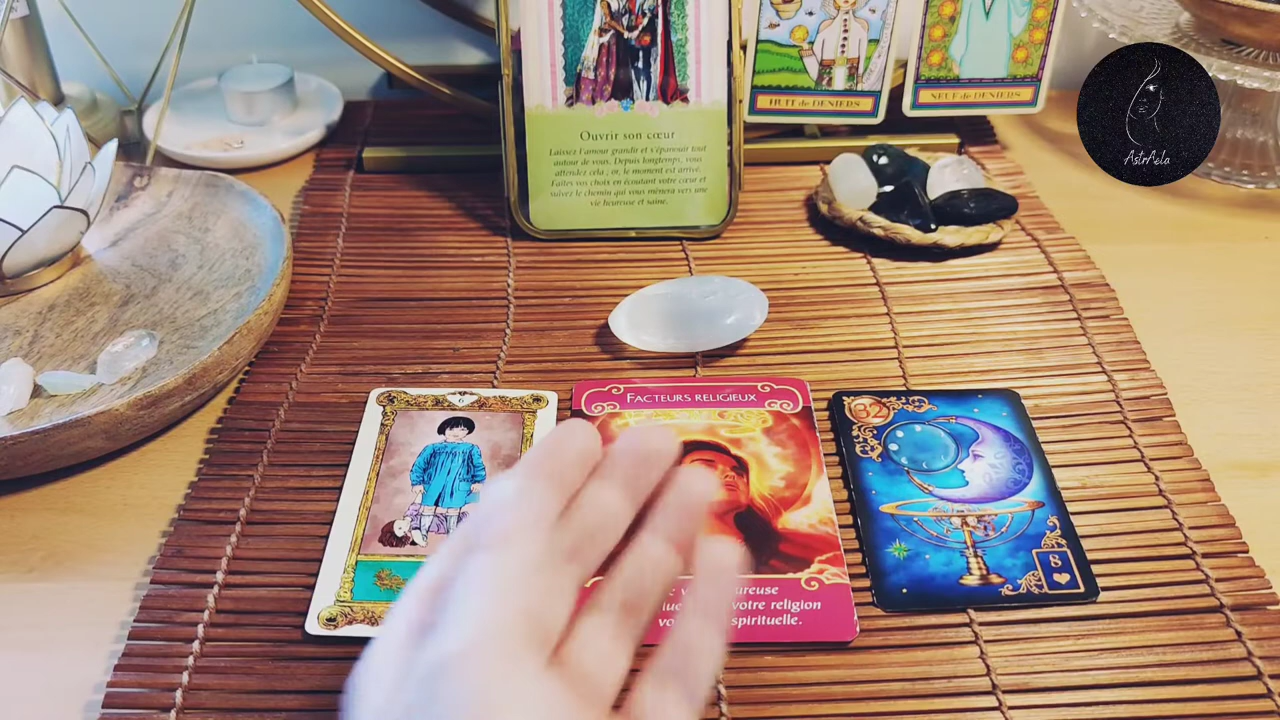 HUIT de DENIERS
NEUF de DENIERS
AstrAela
Ouvrir son cœur
Laissez l'amour grandir et s'épanouir tout
autour de vous. Depuis longtemps, vous
attendez cela ; or, le moment est arrivé.
Faites vos choix en écoutant votre cœur et
suivez le chemin qui vous mènera vers une
vie heureuse et saine.
6
FACTEURS RELIGIEUX
32
8
votre religion
spirituelle.